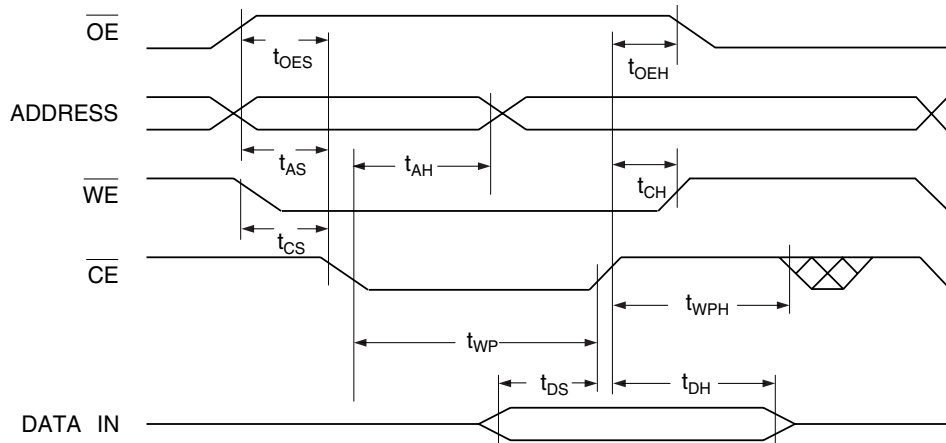 OE
tOES
tOEH
ADDRESS
tAS
tAH
WE
tCH
tCS
CE
tWPH
tWP
tDS
tDH
DATA IN